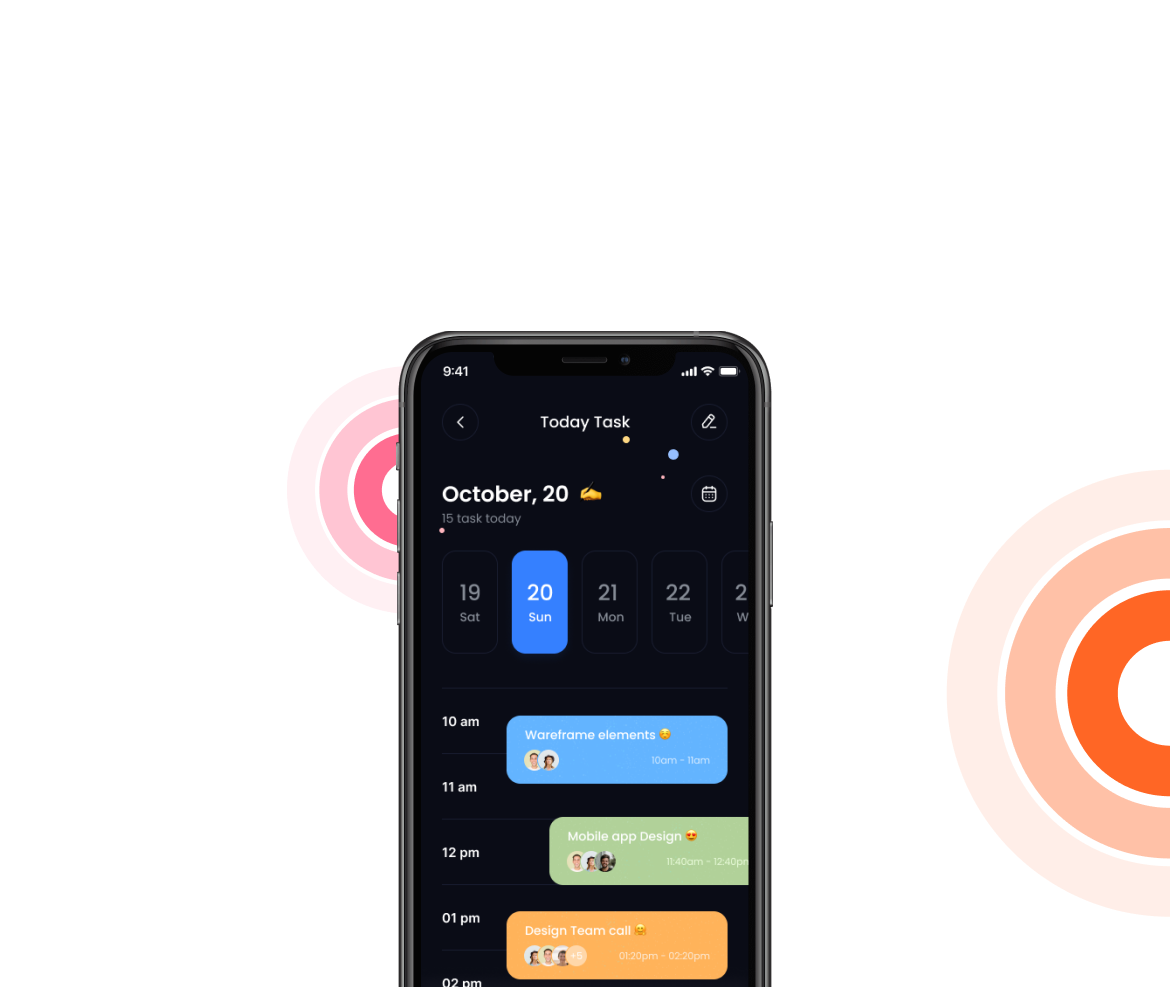 9:41
Today Task
October, 20 ✍️
15 task today
19 20 21 22 2
Sat Sun Mon Tue W
10 am
Wareframe elements 😌
10am - 11am
11 am
Mobile app Design 😍
12 pm
11:40am - 12:40pm
01 pm
Design Team call 🤗
+5 01:20pm - 02:20pm
02 pm